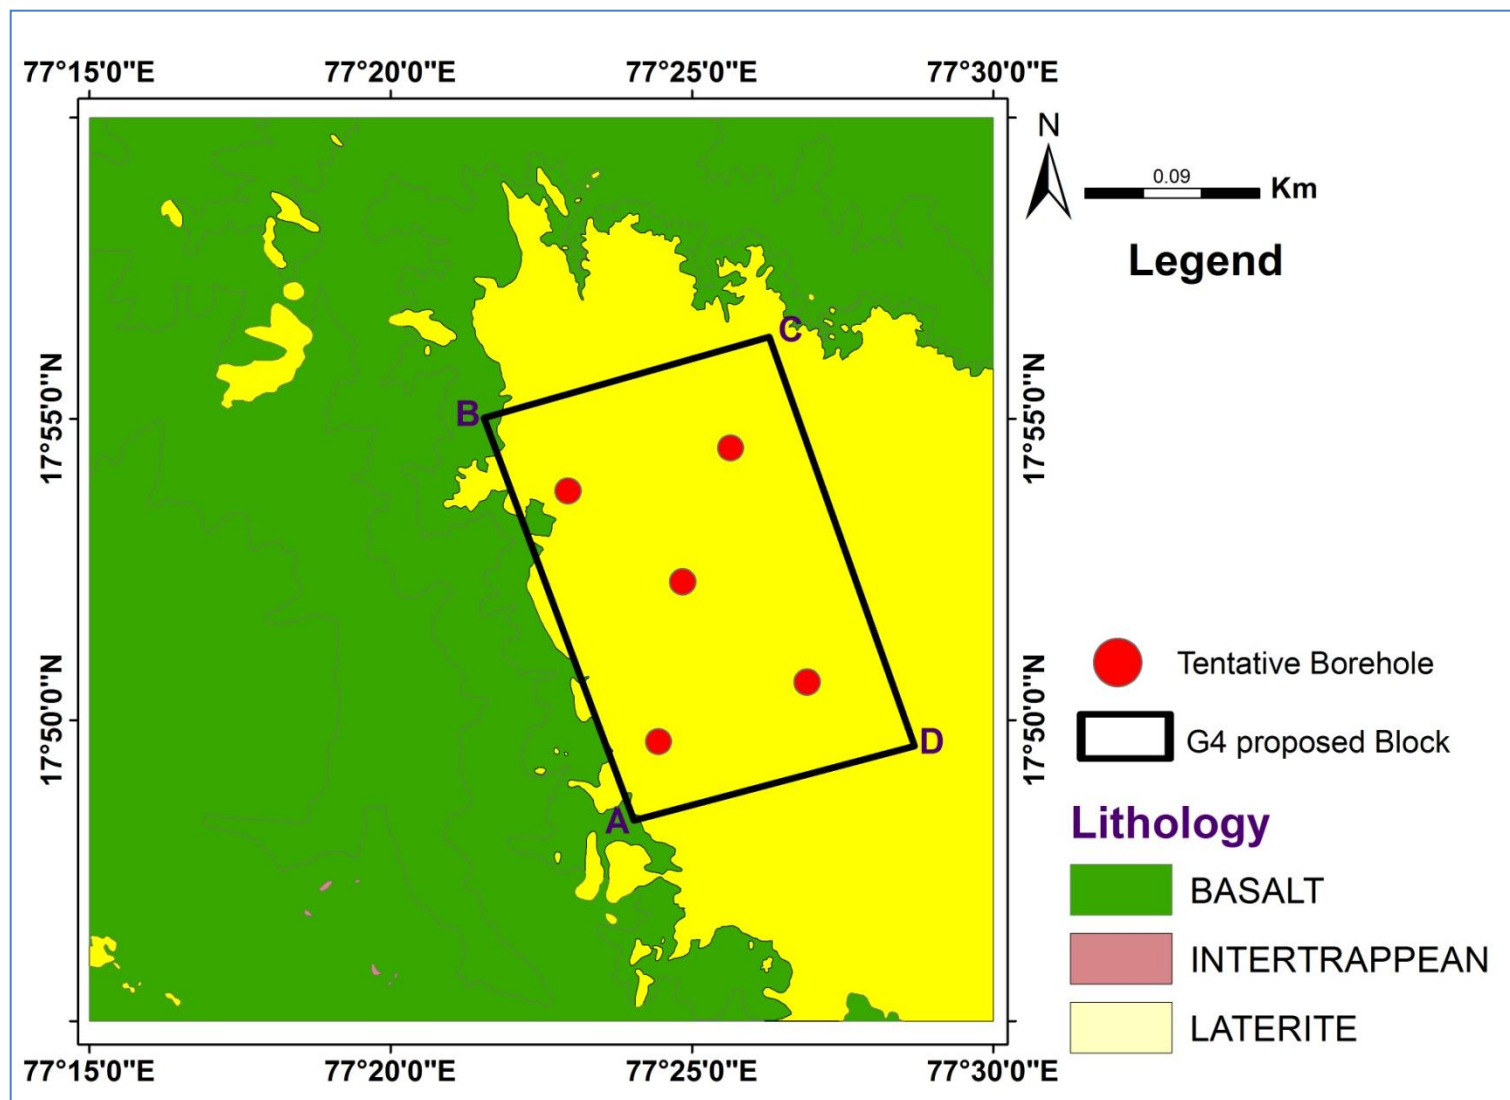 77°15'0"E 77°20'0"E 77°25'0"E 77°30'0"E
N
0.09
Km
Legend
17°55'0"N
17°50'0"N
C
B
D
A
17°55'0"N
17°50'0"N
Tentative Borehole
G4 proposed Block
Lithology
BASALT
INTERTRAPPEAN
LATERITE
77°15'0"E 77°20'0"E 77°25'0"E 77°30'0"E